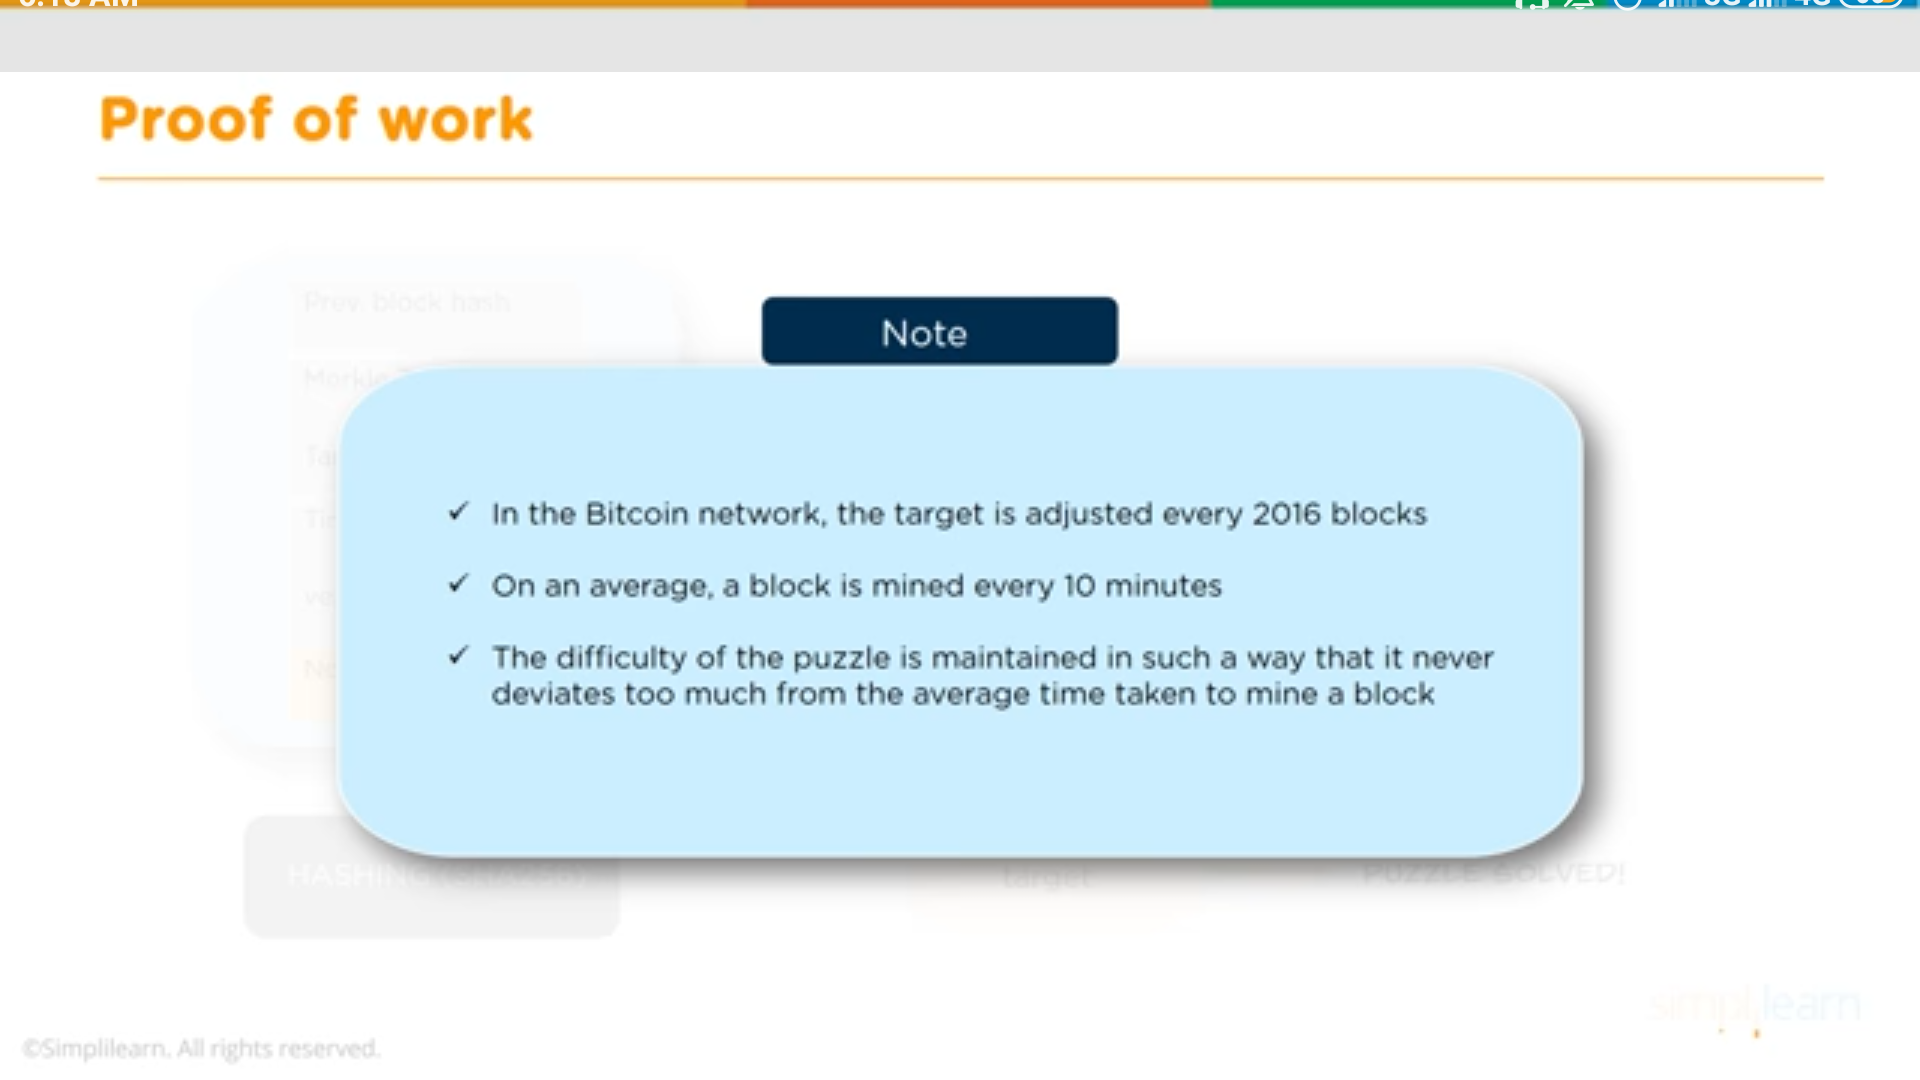 Proof of work
Prev. block hash
Note
✓ In the Bitcoin network, the target is adjusted every 2016 blocks
✓ On an average, a block is mined every 10 minutes
✓ The difficulty of the puzzle is maintained in such a way that it never
deviates too much from the average time taken to mine a block
HASHING (SHA256)
target
PUZZLE SOLVED!
simplilearn
©Simplilearn. All rights reserved.